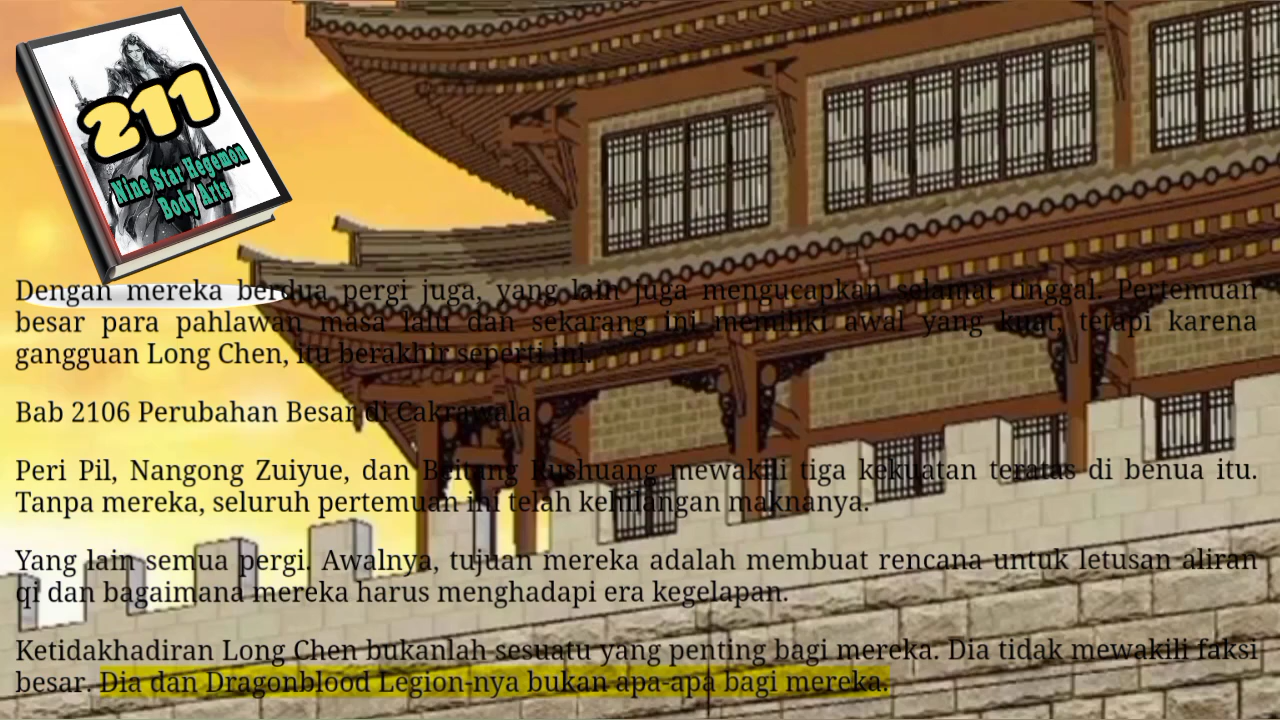 211
Nine Star Hegemon
Body Arts
Dengan mereka berdua pergi juga, yang lain juga mengucapkan selamat tinggal. Pertemuan
besar para pahlawan masa lalu dan sekarang ini memiliki awal yang kuat, tetapi karena
gangguan Long Chen, itu berakhir seperti ini.
Bab 2106 Perubahan Besar di Cakrawala
Peri Pil, Nangong Zuiyue, dan Beitang Rushuang mewakili tiga kekuatan teratas di benua itu.
Tanpa mereka, seluruh pertemuan ini telah kehilangan maknanya.
Yang lain semua pergi. Awalnya, tujuan mereka adalah membuat rencana untuk letusan aliran
qi dan bagaimana mereka harus menghadapi era kegelapan.
Ketidakhadiran Long Chen bukanlah sesuatu yang penting bagi mereka. Dia tidak mewakili faksi
besar. Dia dan Dragonblood Legion-nya bukan apa-apa bagi mereka.